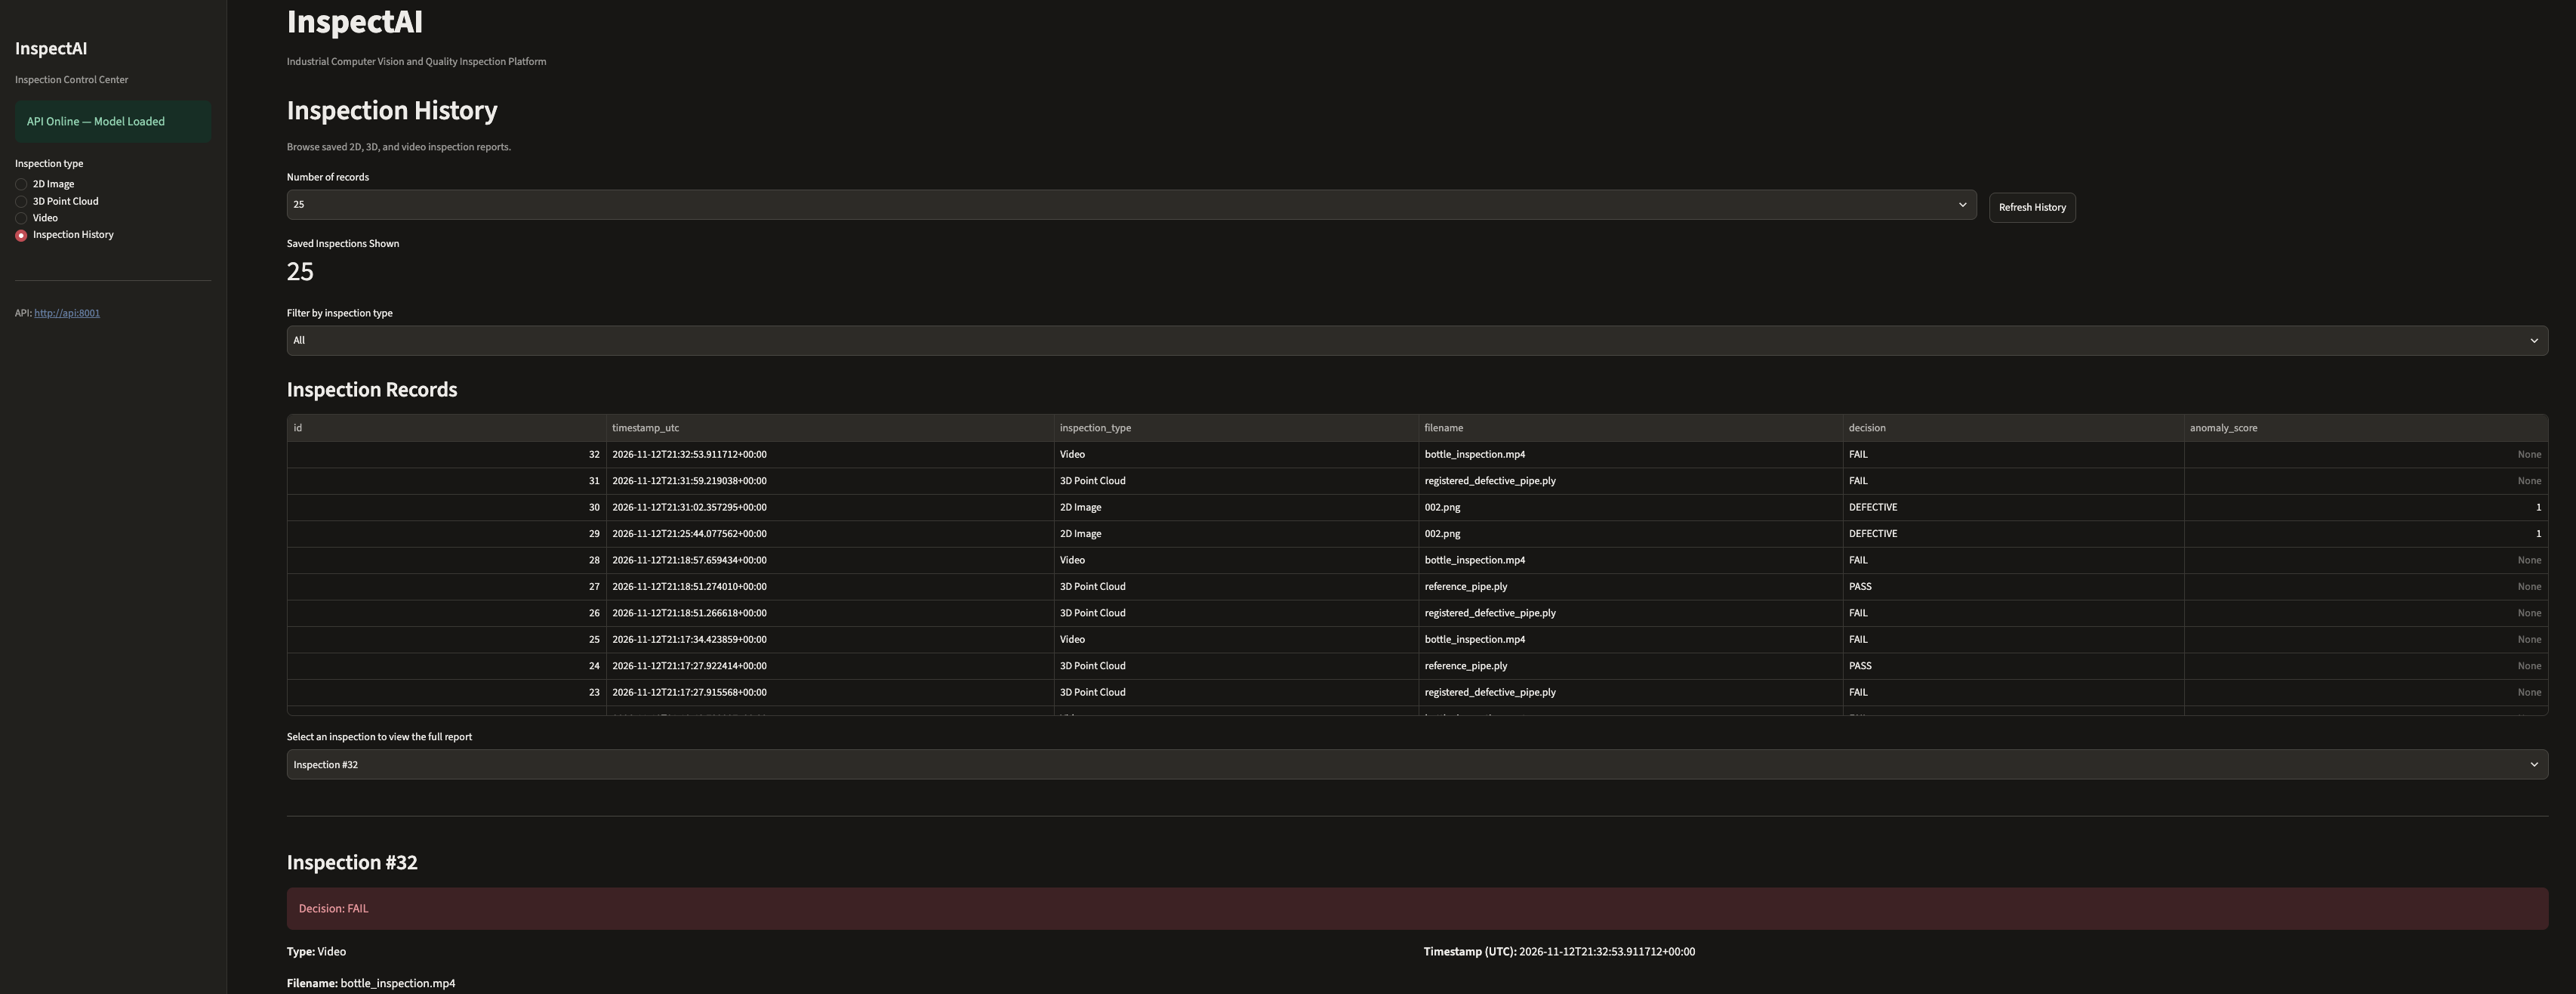 InspectAI
Inspection Control Center
API Online — Model Loaded
Inspection type
2D Image
3D Point Cloud
Video
Inspection History
API: http://api:8001
InspectAI
Industrial Computer Vision and Quality Inspection Platform
Inspection History
Browse saved 2D, 3D, and video inspection reports.
Number of records
25
Refresh History
Saved Inspections Shown
25
Filter by inspection type
All
Inspection Records
id timestamp_utc inspection_type filename decision anomaly_score
32 2026-11-12T21:32:53.911712+00:00 Video bottle_inspection.mp4 FAIL None
31 2026-11-12T21:31:59.219038+00:00 3D Point Cloud registered_defective_pipe.ply FAIL None
30 2026-11-12T21:31:02.357295+00:00 2D Image 002.png DEFECTIVE 1
29 2026-11-12T21:25:44.077562+00:00 2D Image 002.png DEFECTIVE 1
28 2026-11-12T21:18:57.659434+00:00 Video bottle_inspection.mp4 FAIL None
27 2026-11-12T21:18:51.274010+00:00 3D Point Cloud reference_pipe.ply PASS None
26 2026-11-12T21:18:51.266618+00:00 3D Point Cloud registered_defective_pipe.ply FAIL None
25 2026-11-12T21:17:34.423859+00:00 Video bottle_inspection.mp4 FAIL None
24 2026-11-12T21:17:27.922414+00:00 3D Point Cloud reference_pipe.ply PASS None
23 2026-11-12T21:17:27.915568+00:00 3D Point Cloud registered_defective_pipe.ply FAIL None
Select an inspection to view the full report
Inspection #32
Inspection #32
Decision: FAIL
Type: Video
Timestamp (UTC): 2026-11-12T21:32:53.911712+00:00
Filename: bottle_inspection.mp4